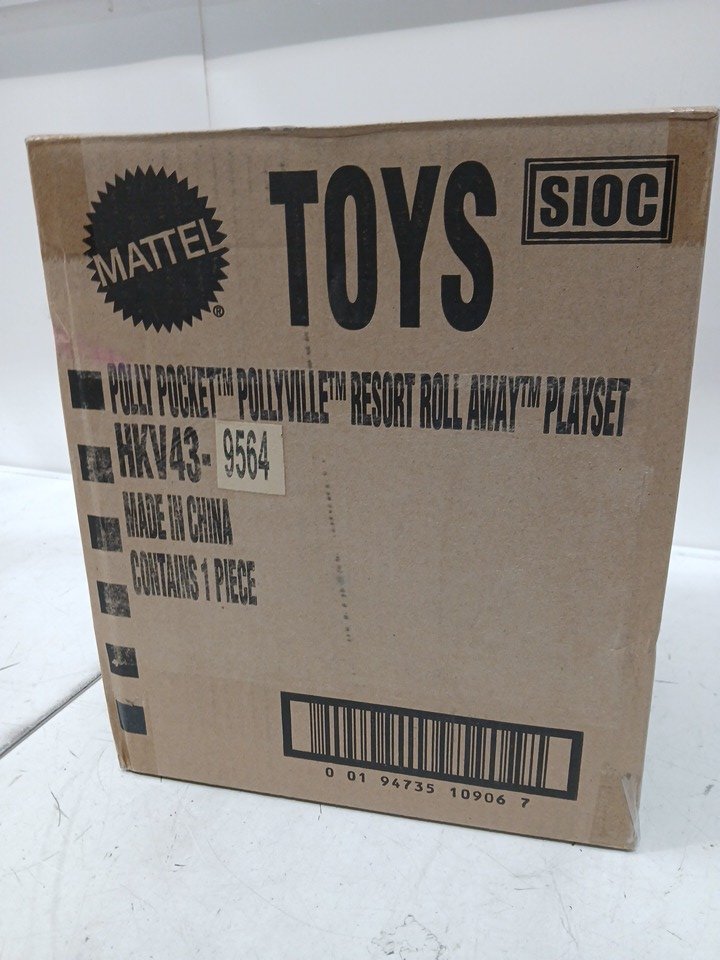 MATTEL®
TOYS
SIOC
POLLY POCKET™ POLLYVILLE™ RESORT ROLL AWAY™ PLAYSET
HKV43- 9564
MADE IN CHINA
CONTAINS 1 PIECE
0 01 94735 10906 7